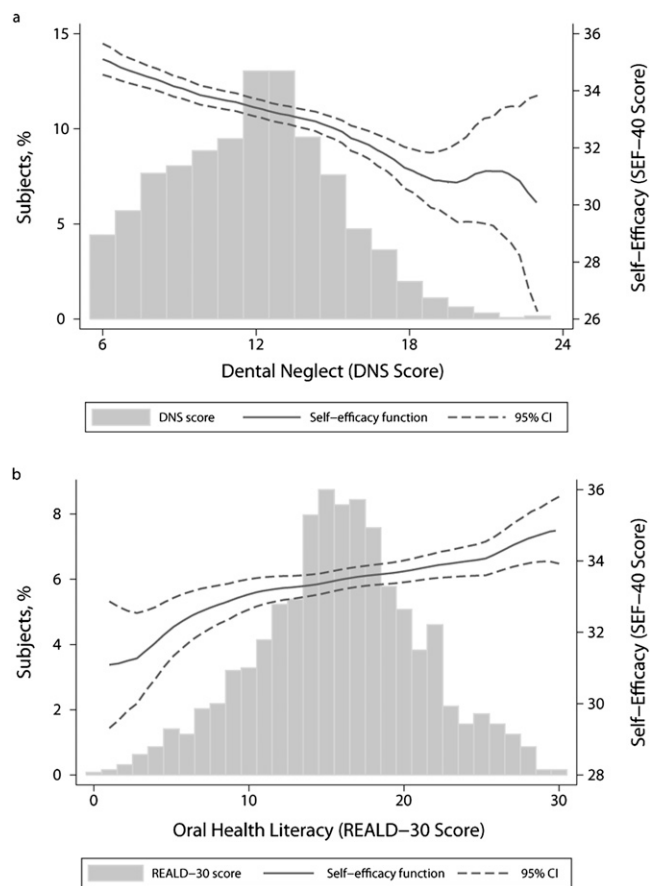 a
15
10
5
0
Subjects, %
36
34
32
30
28
26
Self−Efficacy (SEF−40 Score)
6
12
18
24
Dental Neglect (DNS Score)
DNS score Self−efficacy function 95% CI
b
8
6
4
2
0
Subjects, %
36
34
32
30
28
Self−Efficacy (SEF−40 Score)
0
10
20
30
Oral Health Literacy (REALD−30 Score)
REALD−30 score Self−efficacy function 95% CI